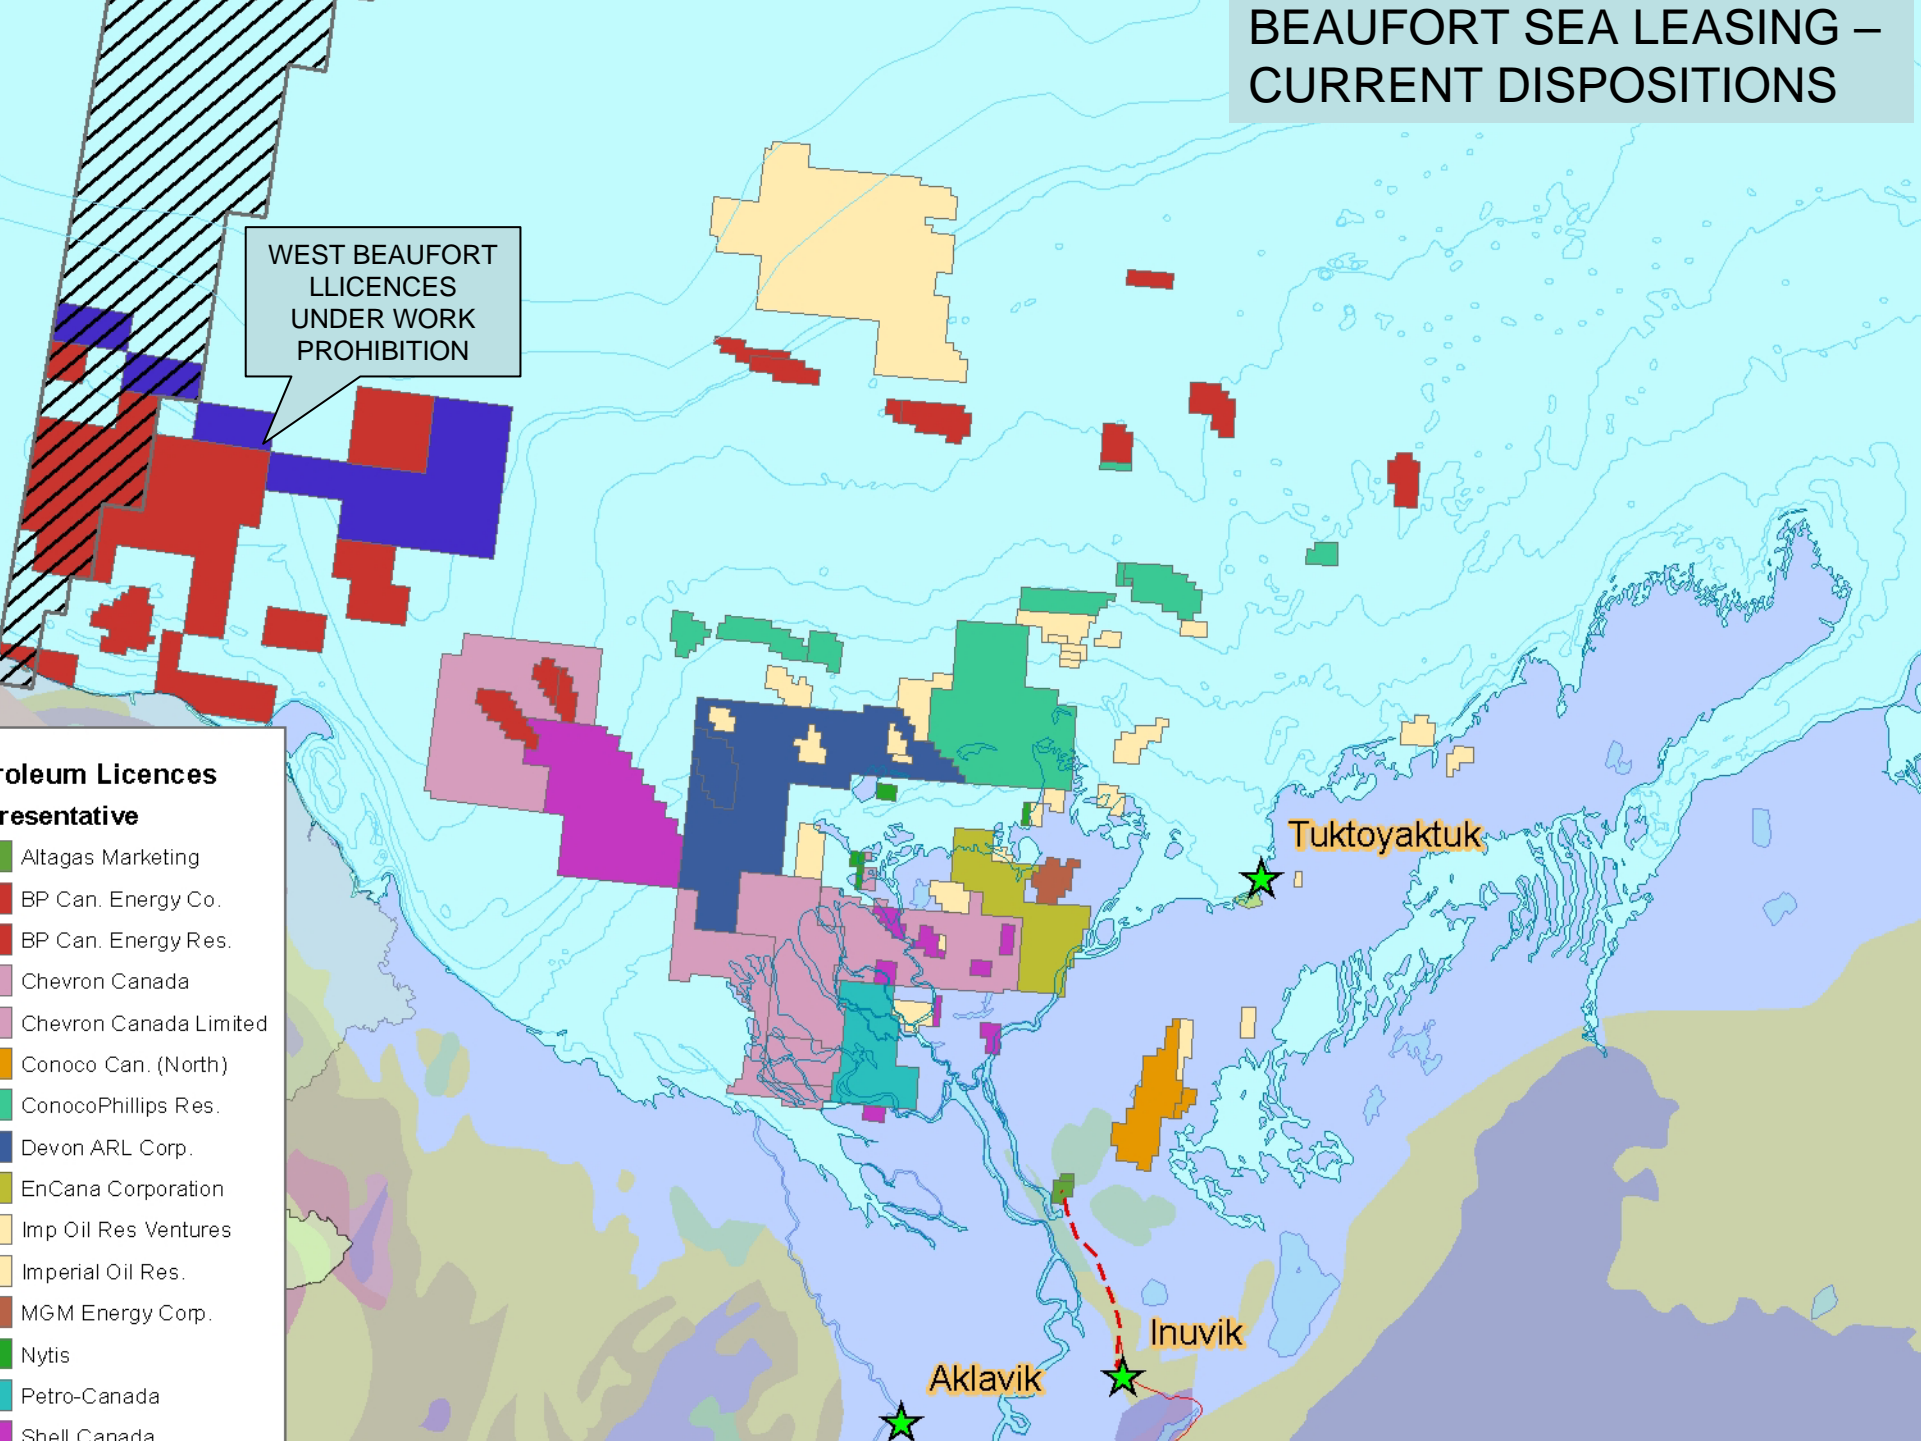 BEAUFORT SEA LEASING –
CURRENT DISPOSITIONS
WEST BEAUFORT
LLICENCES
UNDER WORK
PROHIBITION
Tuktoyaktuk
Inuvik
Aklavik
roleum Licences
resentative
Altagas Marketing
BP Can. Energy Co.
BP Can. Energy Res.
Chevron Canada
Chevron Canada Limited
Conoco Can. (North)
ConocoPhillips Res.
Devon ARL Corp.
EnCana Corporation
Imp Oil Res Ventures
Imperial Oil Res.
MGM Energy Corp.
Nytis
Petro-Canada
Shell Canada